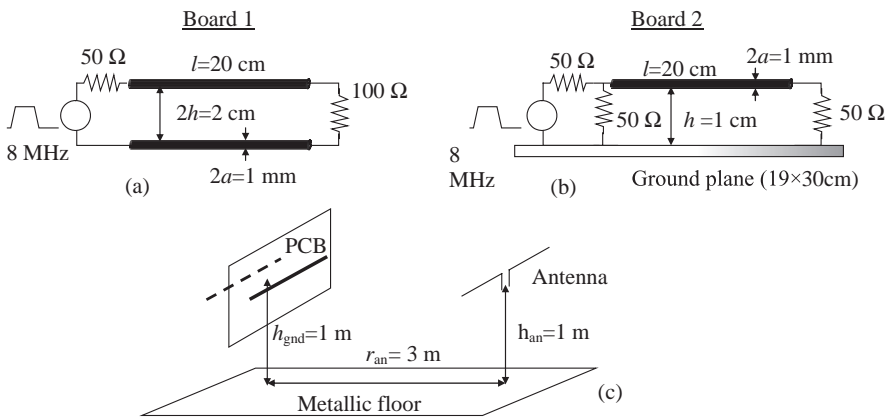 Board 1
50 Ω
l=20 cm
100 Ω
2h=2 cm
8 MHz
2a=1 mm
(a)
Board 2
50 Ω
l=20 cm
2a=1 mm
50 Ω
h =1 cm
50 Ω
8
MHz
(b)
Ground plane (19×30cm)
PCB
Antenna
hgnd=1 m
han=1 m
ran= 3 m
(c)
Metallic floor